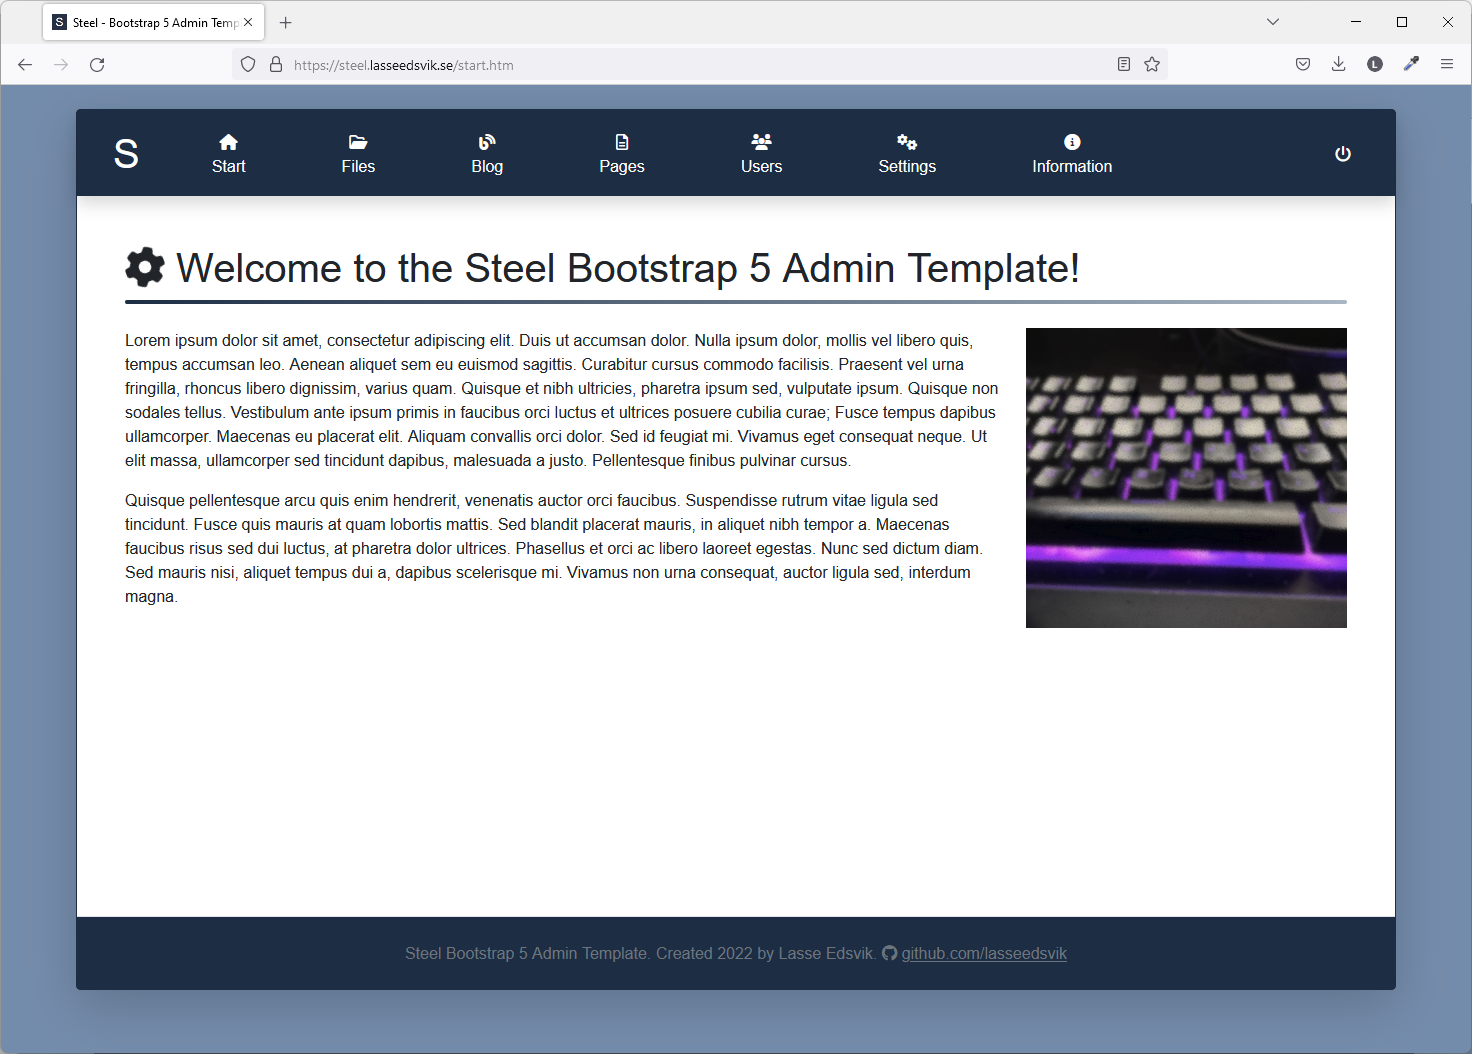 S Steel - Bootstrap 5 Admin Temp
https://steel.lasseedsvik.se/start.htm
L
S
Start
Files
Blog
Pages
Users
Settings
Information
Welcome to the Steel Bootstrap 5 Admin Template!
Lorem ipsum dolor sit amet, consectetur adipiscing elit. Duis ut accumsan dolor. Nulla ipsum dolor, mollis vel libero quis,
tempus accumsan leo. Aenean aliquet sem eu euismod sagittis. Curabitur cursus commodo facilisis. Praesent vel urna
fringilla, rhoncus libero dignissim, varius quam. Quisque et nibh ultricies, pharetra ipsum sed, vulputate ipsum. Quisque non
sodales tellus. Vestibulum ante ipsum primis in faucibus orci luctus et ultrices posuere cubilia curae; Fusce tempus dapibus
ullamcorper. Maecenas eu placerat elit. Aliquam convallis orci dolor. Sed id feugiat mi. Vivamus eget consequat neque. Ut
elit massa, ullamcorper sed tincidunt dapibus, malesuada a justo. Pellentesque finibus pulvinar cursus.
Quisque pellentesque arcu quis enim hendrerit, venenatis auctor orci faucibus. Suspendisse rutrum vitae ligula sed
tincidunt. Fusce quis mauris at quam lobortis mattis. Sed blandit placerat mauris, in aliquet nibh tempor a. Maecenas
faucibus risus sed dui luctus, at pharetra dolor ultrices. Phasellus et orci ac libero laoreet egestas. Nunc sed dictum diam.
Sed mauris nisi, aliquet tempus dui a, dapibus scelerisque mi. Vivamus non urna consequat, auctor ligula sed, interdum
magna.
Steel Bootstrap 5 Admin Template. Created 2022 by Lasse Edsvik. github.com/lasseedsvik